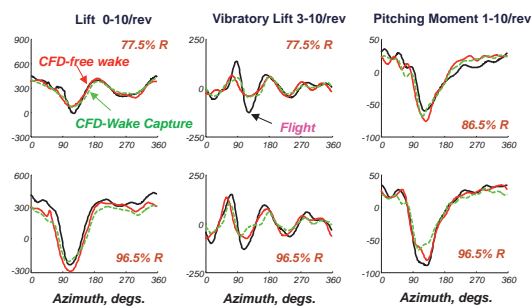 Lift 0-10/rev
Vibratory Lift 3-10/rev
Pitching Moment 1-10/rev
900
77.5% R
CFD-free wake
600
300
0
CFD-Wake Capture
-300
0 90 180 270 360
250
77.5% R
0
Flight
-250
0 90 180 270 360
50
0
-50
86.5% R
-100
0 90 180 270 360
600
300
0
96.5% R
-300
0 90 180 270 360
Azimuth, degs.
250
0
96.5% R
-250
0 90 180 270 360
Azimuth, degs.
50
0
-50
96.5% R
-100
0 90 180 270 360
Azimuth, degs.